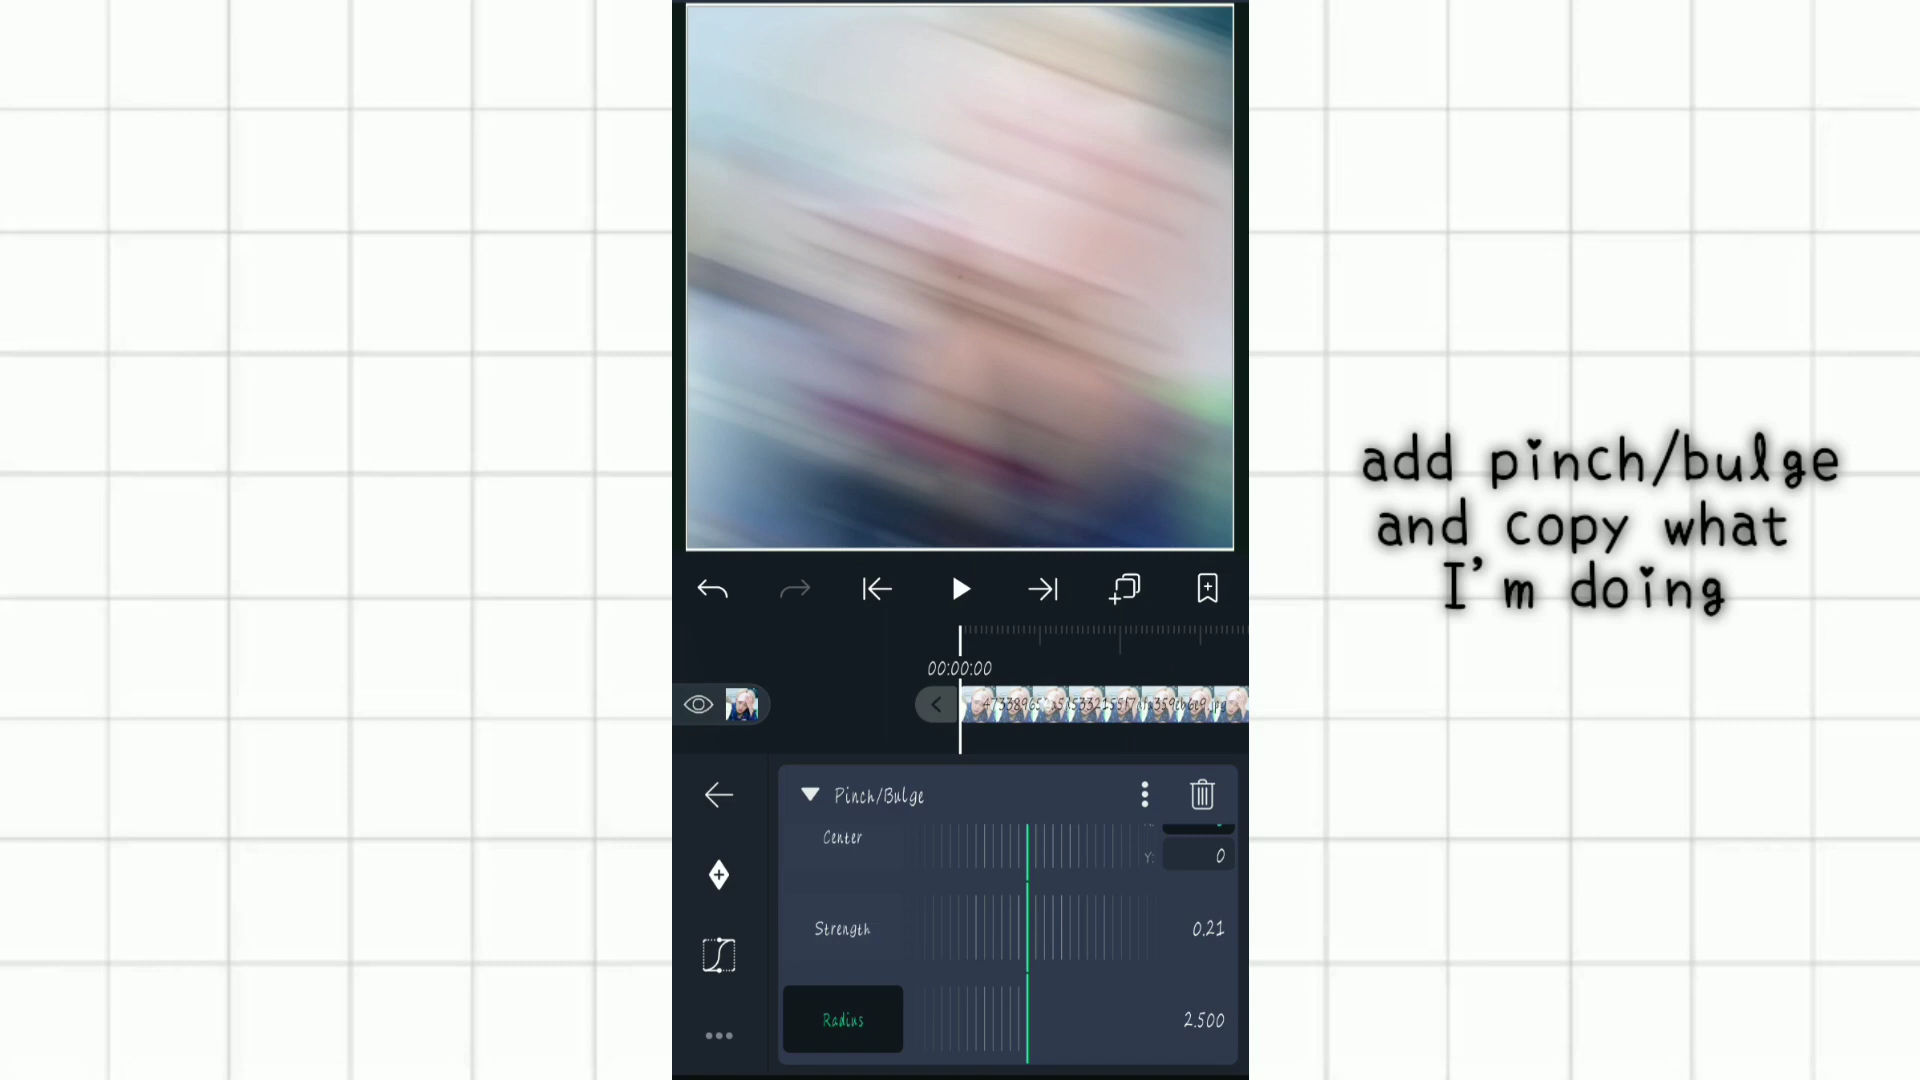 add pinch/bulge
and copy what
I'm doing
00:00:00
Pinch/Bulge
Center
Y: 0
Strength 0.21
Radius 2.500